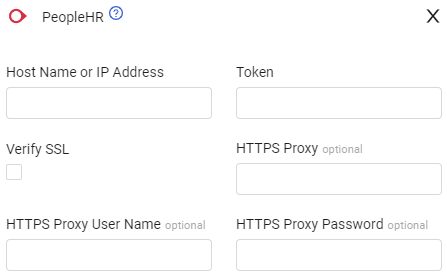 PeopleHR ?
X
Host Name or IP Address
Token
Verify SSL
HTTPS Proxy optional
HTTPS Proxy User Name optional
HTTPS Proxy Password optional